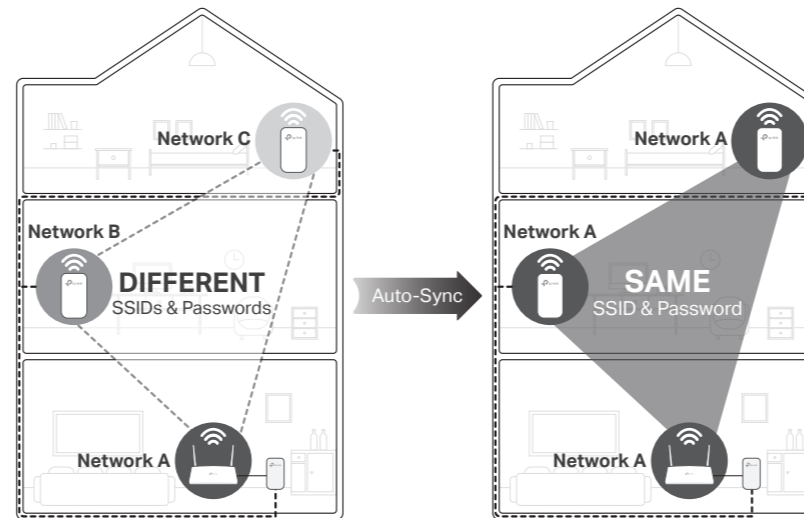 Network C
Network B
DIFFERENT
SSIDs & Passwords
Network A
Auto-Sync
Network A
Network A
SAME
SSID & Password
Network A